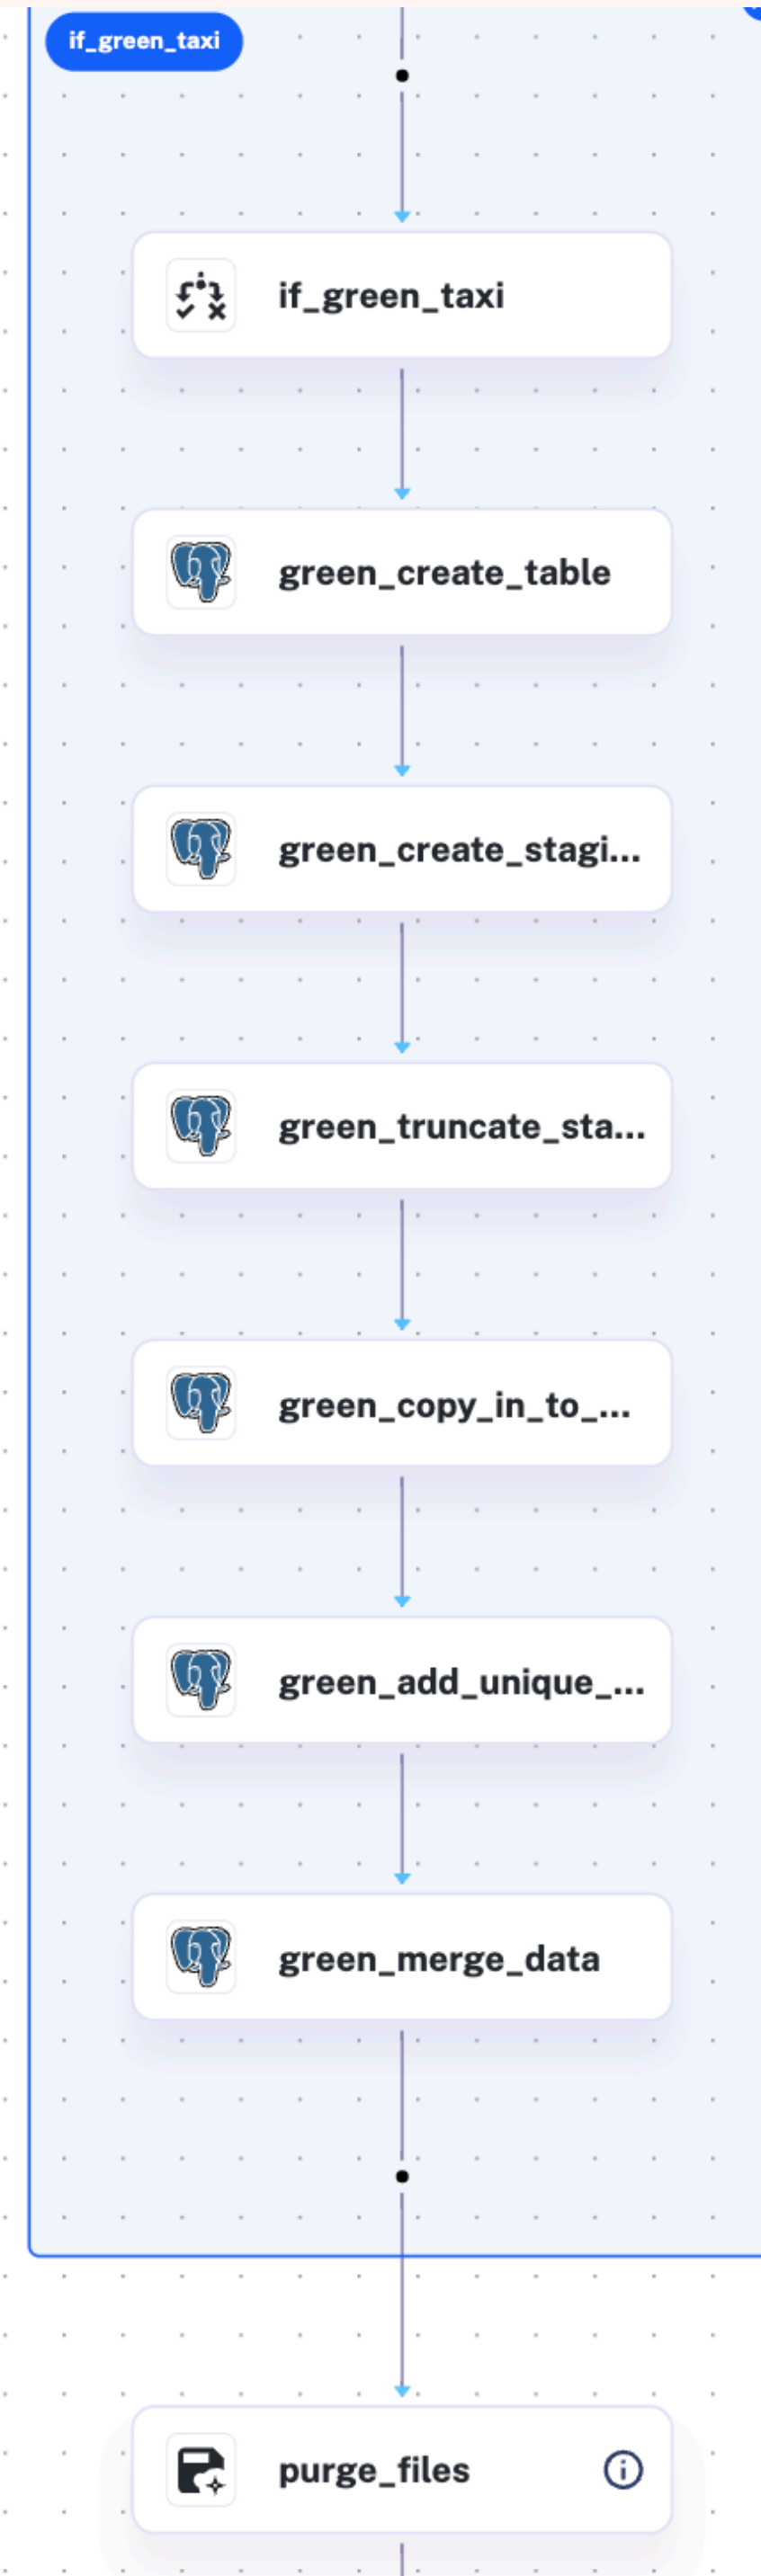 if_green_taxi
if_green_taxi
green_create_table
green_create_stagi...
green_truncate_sta...
green_copy_in_to_...
green_add_unique_...
green_merge_data
purge_files